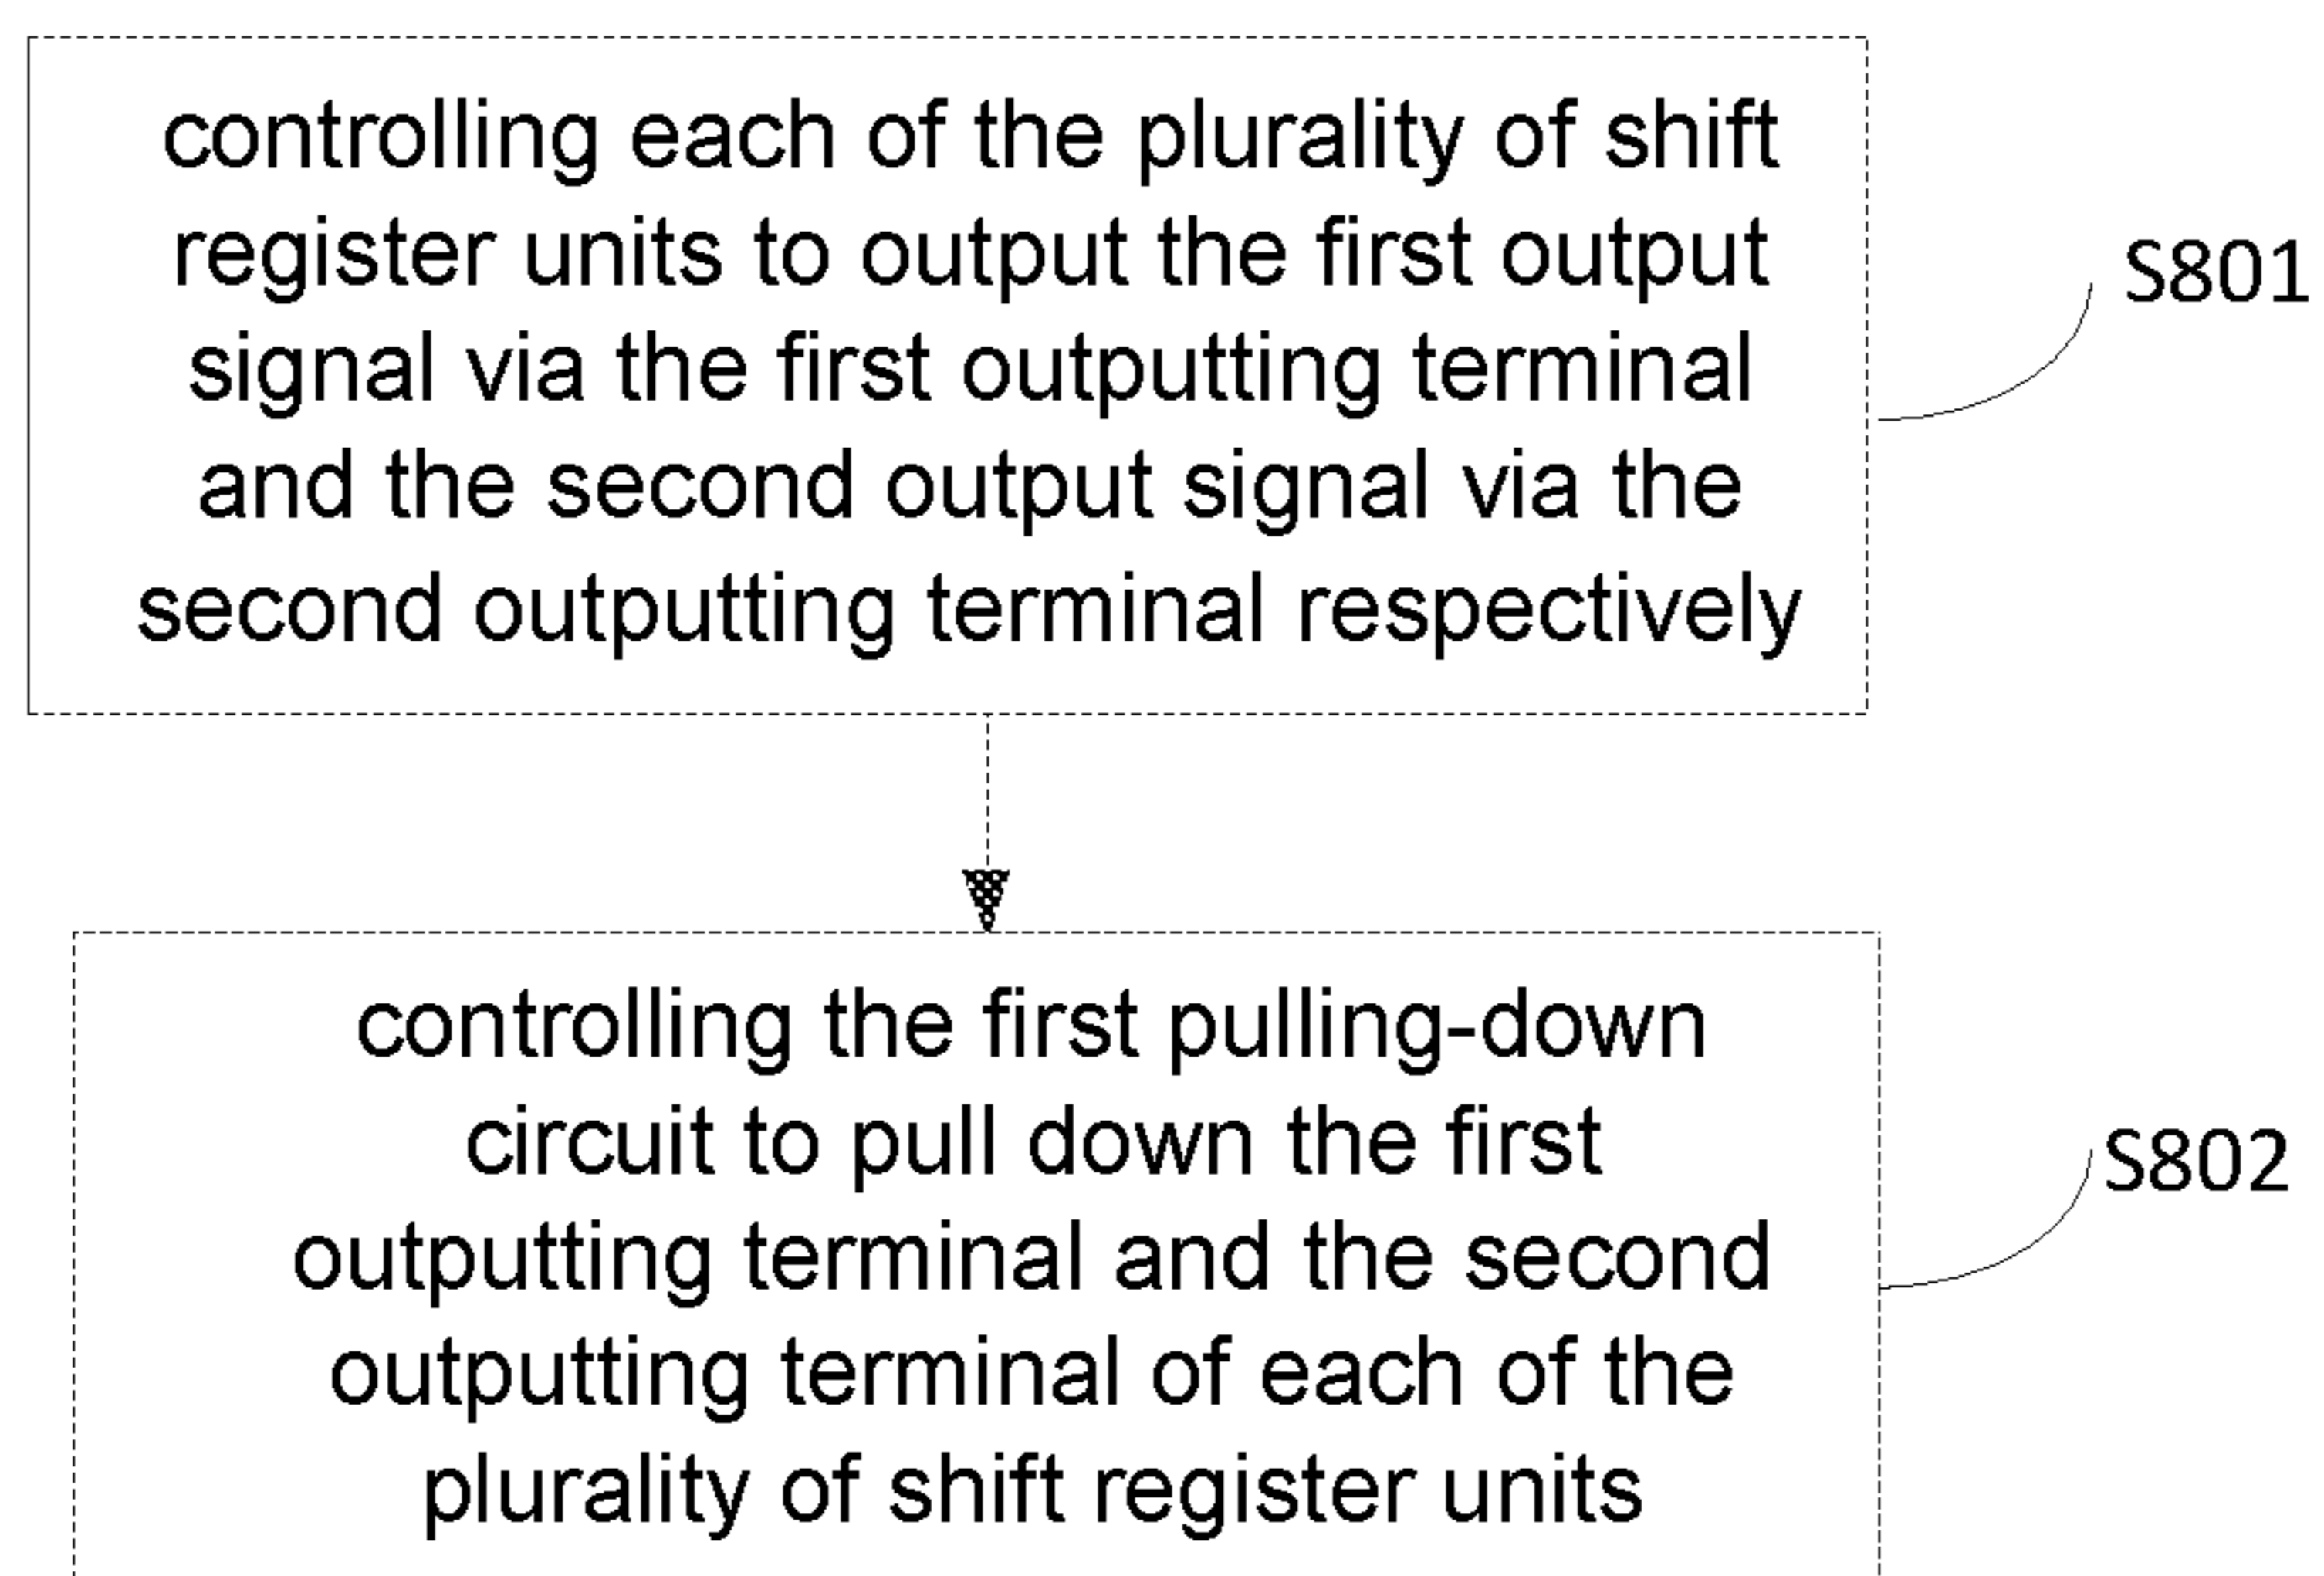 controlling each of the plurality of shift
register units to output the first output
signal via the first outputting terminal
and the second output signal via the
second outputting terminal respectively
S801
controlling the first pulling-down
circuit to pull down the first
outputting terminal and the second
outputting terminal of each of the
plurality of shift register units
S802